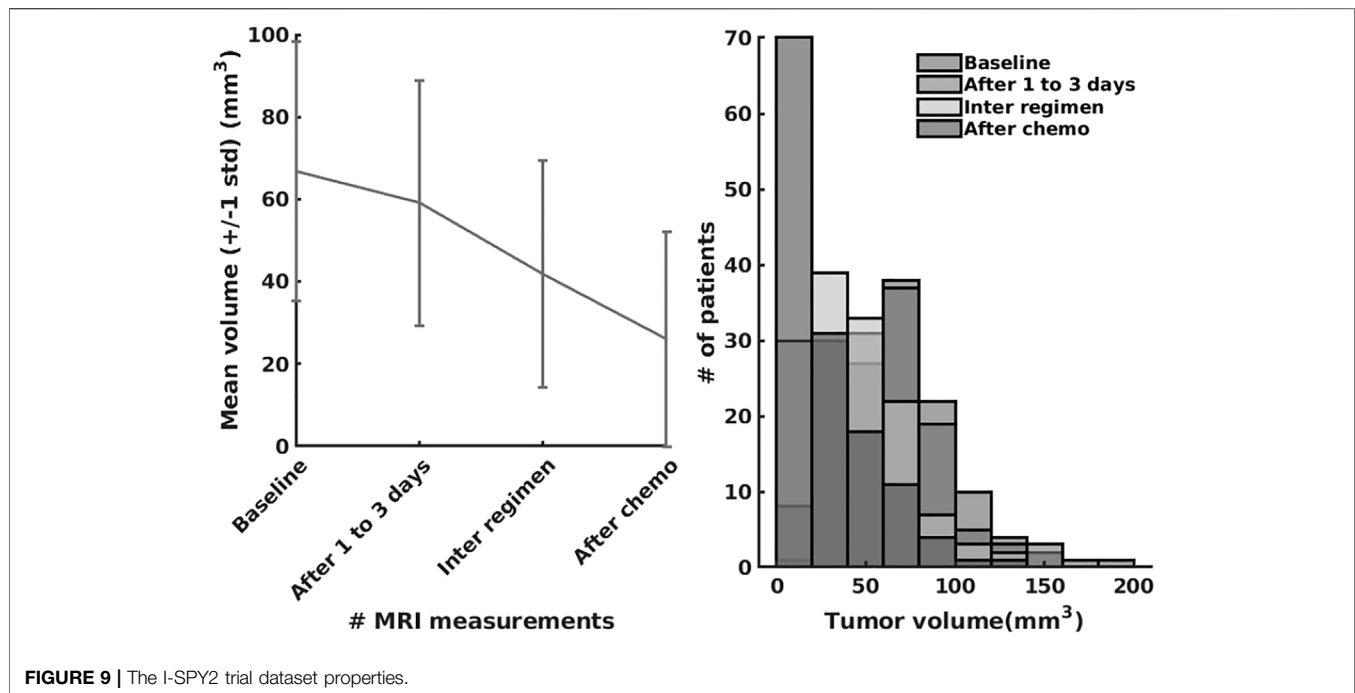 100
80
60
40
20
0
Mean volume (+/-1 std) (mm³)
Baseline
After 1 to 3 days
Inter regimen
After chemo
# MRI measurements
70
60
50
40
30
20
10
0
# of patients
Baseline
After 1 to 3 days
Inter regimen
After chemo
0 50 100 150 200
Tumor volume(mm³)
FIGURE 9 | The I-SPY2 trial dataset properties.